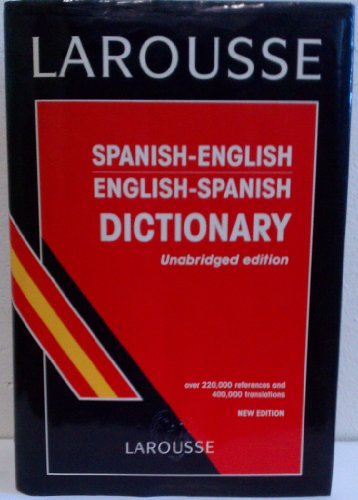 LAROUSSE
SPANISH-ENGLISH
ENGLISH-SPANISH
DICTIONARY
Unabridged edition
over 220,000 references and
400,000 translations
NEW EDITION
LAROUSSE